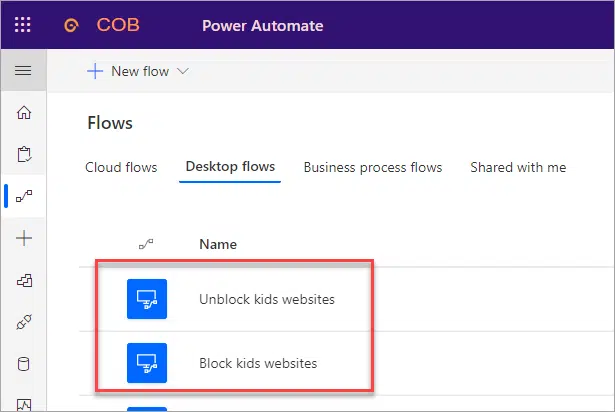 COB Power Automate
New flow
Flows
Cloud flows Desktop flows Business process flows Shared with me
Name
Unblock kids websites
Block kids websites